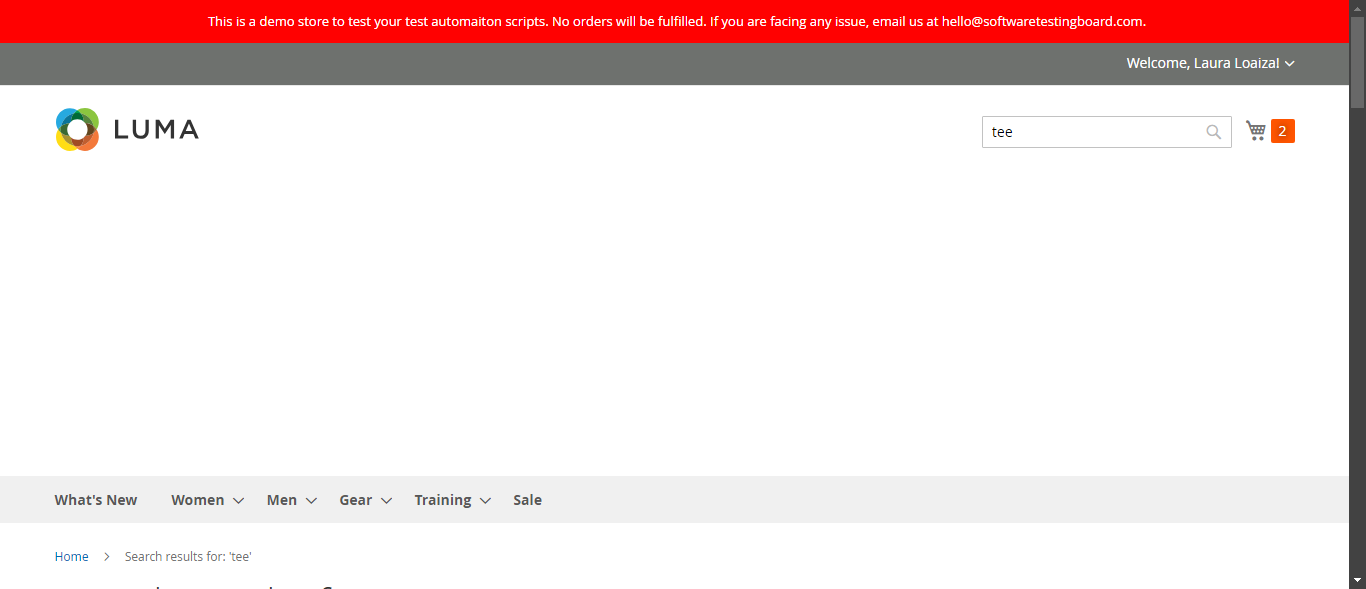 This is a demo store to test your test automaiton scripts. No orders will be fulfilled. If you are facing any issue, email us at hello@softwaretestingboard.com.
Welcome, Laura Loaiza!
LUMA
tee
2
What's New Women Men Gear Training Sale
Home > Search results for: 'tee'